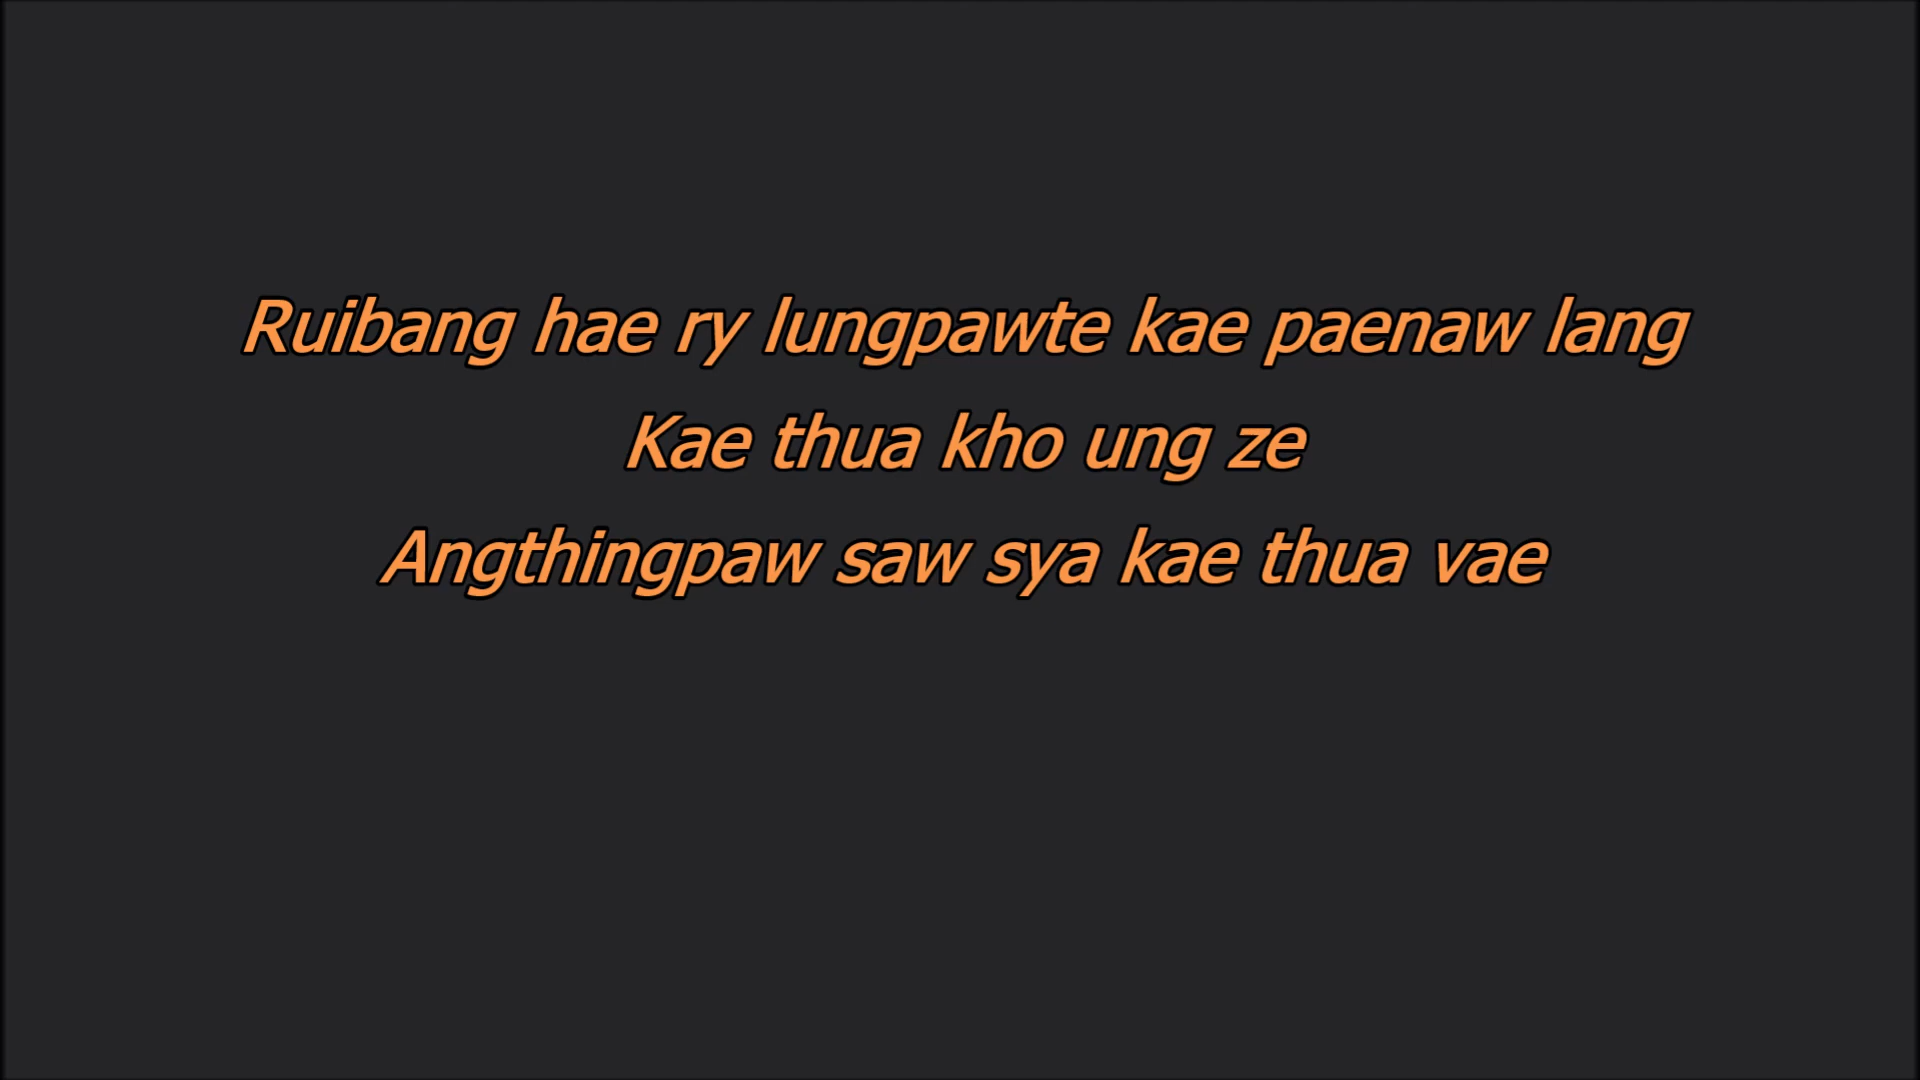 Ruibang hae ry lungpawte kae paenaw lang
Kae thua kho ung ze
Angthingpaw saw sya kae thua vae